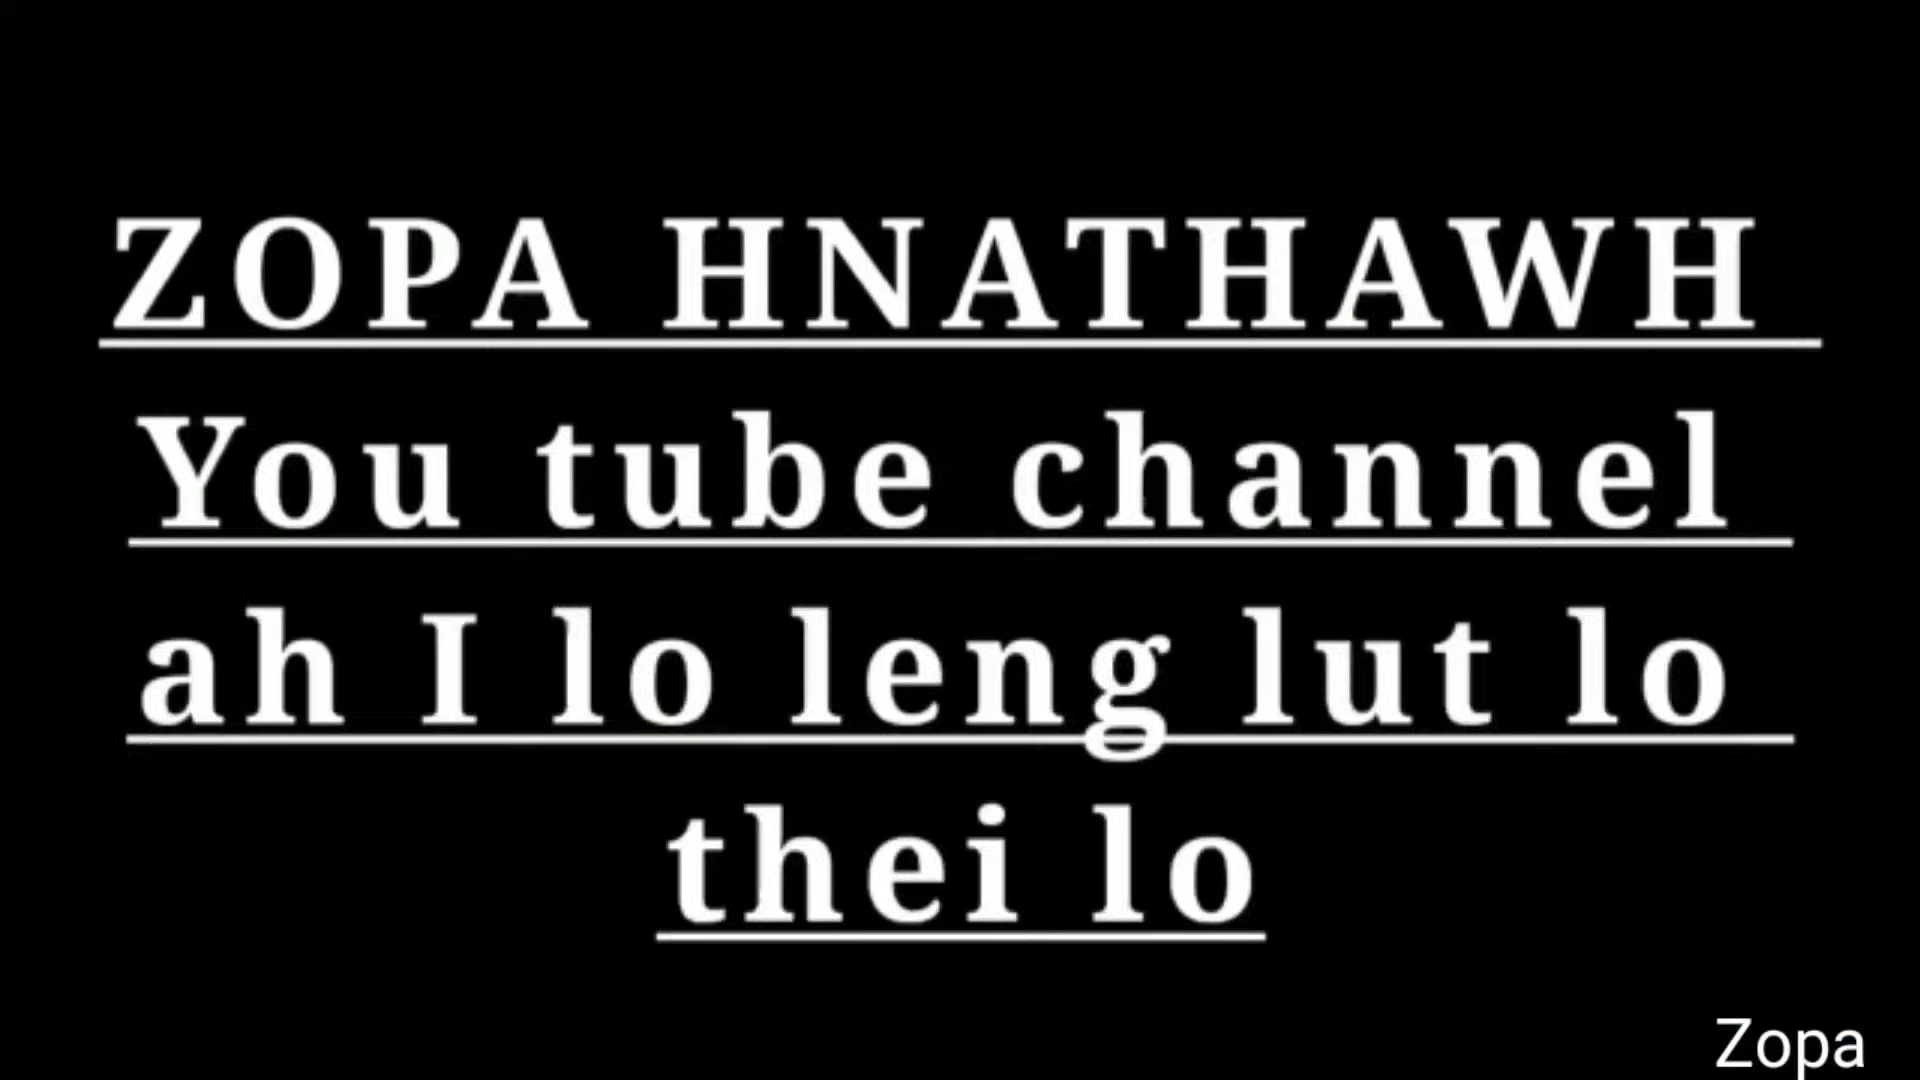 ZOPA HNATHAWH
You tube channel
ah I lo leng lut lo
thei lo
Zopa